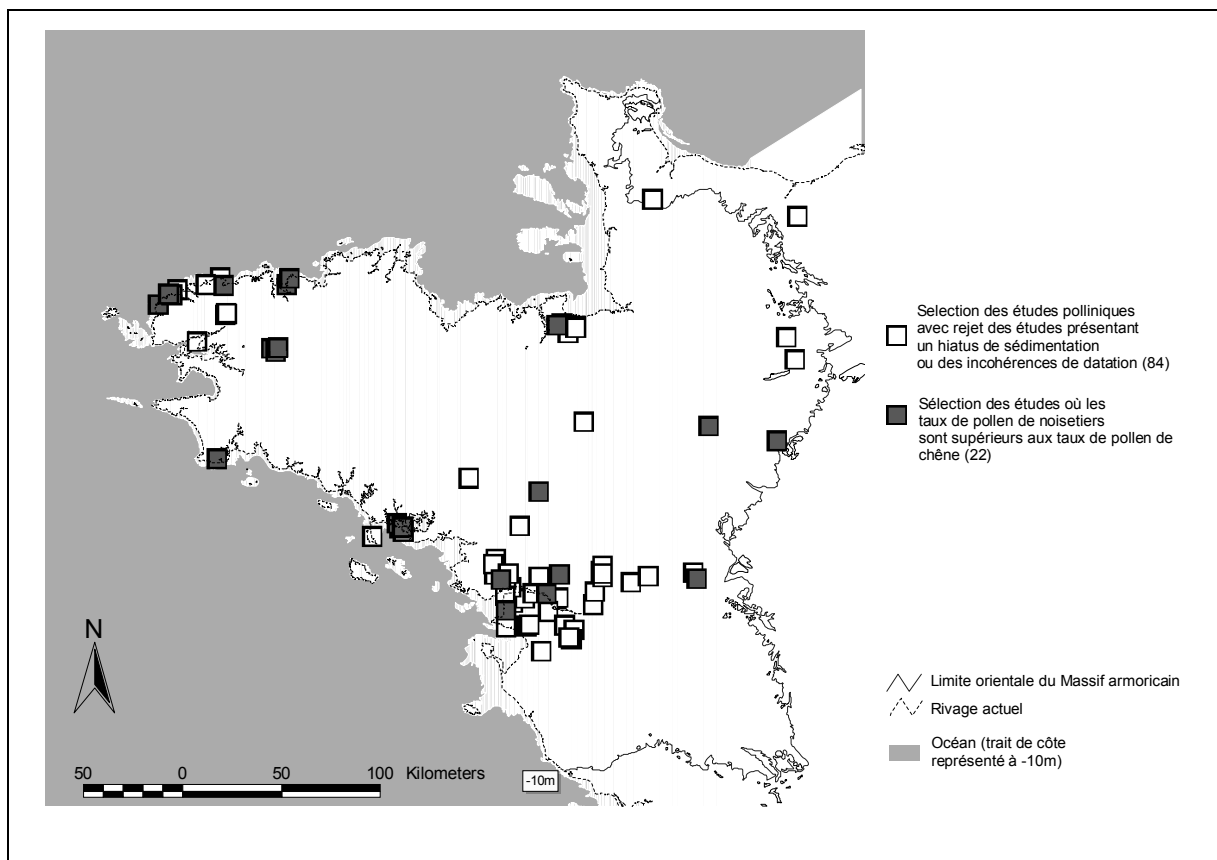 Selection des études polliniques
avec rejet des études présentant
un hiatus de sédimentation
ou des incohérences de datation (84)
Sélection des études où les
taux de pollen de noisetiers
sont supérieurs aux taux de pollen de
chêne (22)
N
Limite orientale du Massif armoricain
Rivage actuel
Océan (trait de côte
représenté à -10m)
50 0 50 100 Kilometers
-10m